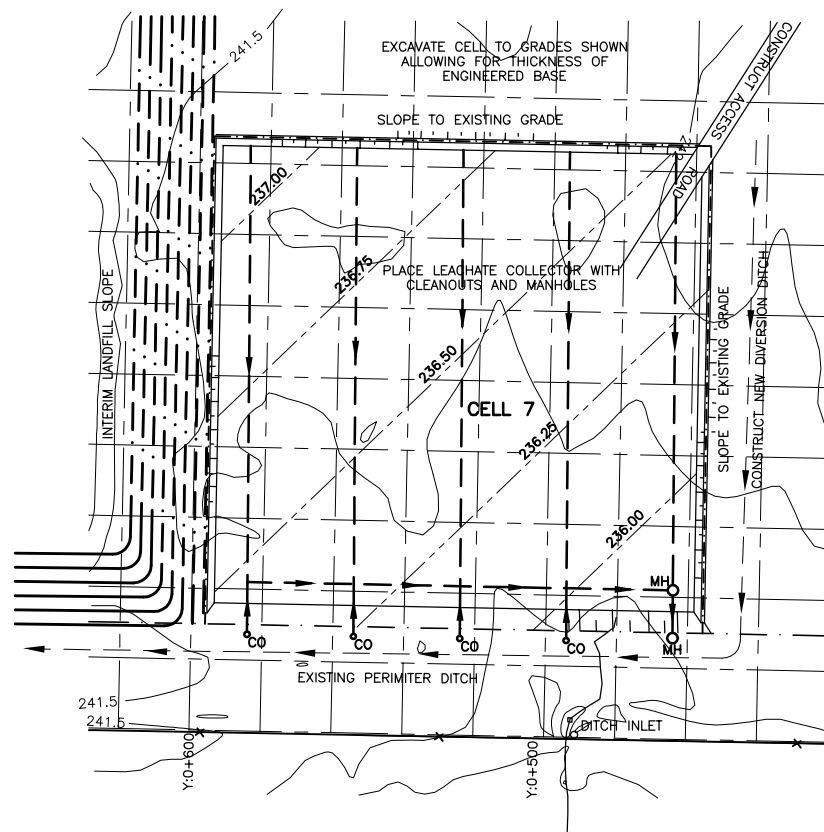 241.5
EXCAVATE CELL TO GRADES SHOWN
ALLOWING FOR THICKNESS OF
ENGINEERED BASE
SLOPE TO EXISTING GRADE
CONSTRUCT ACCESS
ROAD
237.00
236.75
PLACE LEACHATE COLLECTOR WITH
CLEANOUTS AND MANHOLES
INTERIM LANDFILL SLOPE
236.50
CELL 7
236.25
SLOPE TO EXISTING GRADE
CONSTRUCT NEW DIVERSION DITCH
236.00
MH
CO
CO
CO
CO
MH
EXISTING PERIMITER DITCH
241.5
241.5
DITCH INLET
Y:0+600
Y:0+500